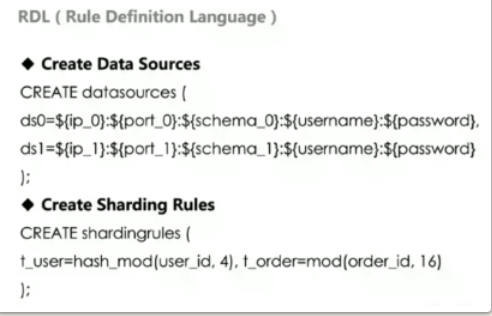 RDL ( Rule Definition Language )
◆ Create Data Sources
CREATE datasources (
ds0=${ip_0}:${port_0}:${schema_0}:${username}:${password},
ds1=${ip_1}:${port_1}:${schema_1}:${username}:${password}
);
◆ Create Sharding Rules
CREATE shardingrules (
t_user=hash_mod(user_id, 4), t_order=mod(order_id, 16)
);